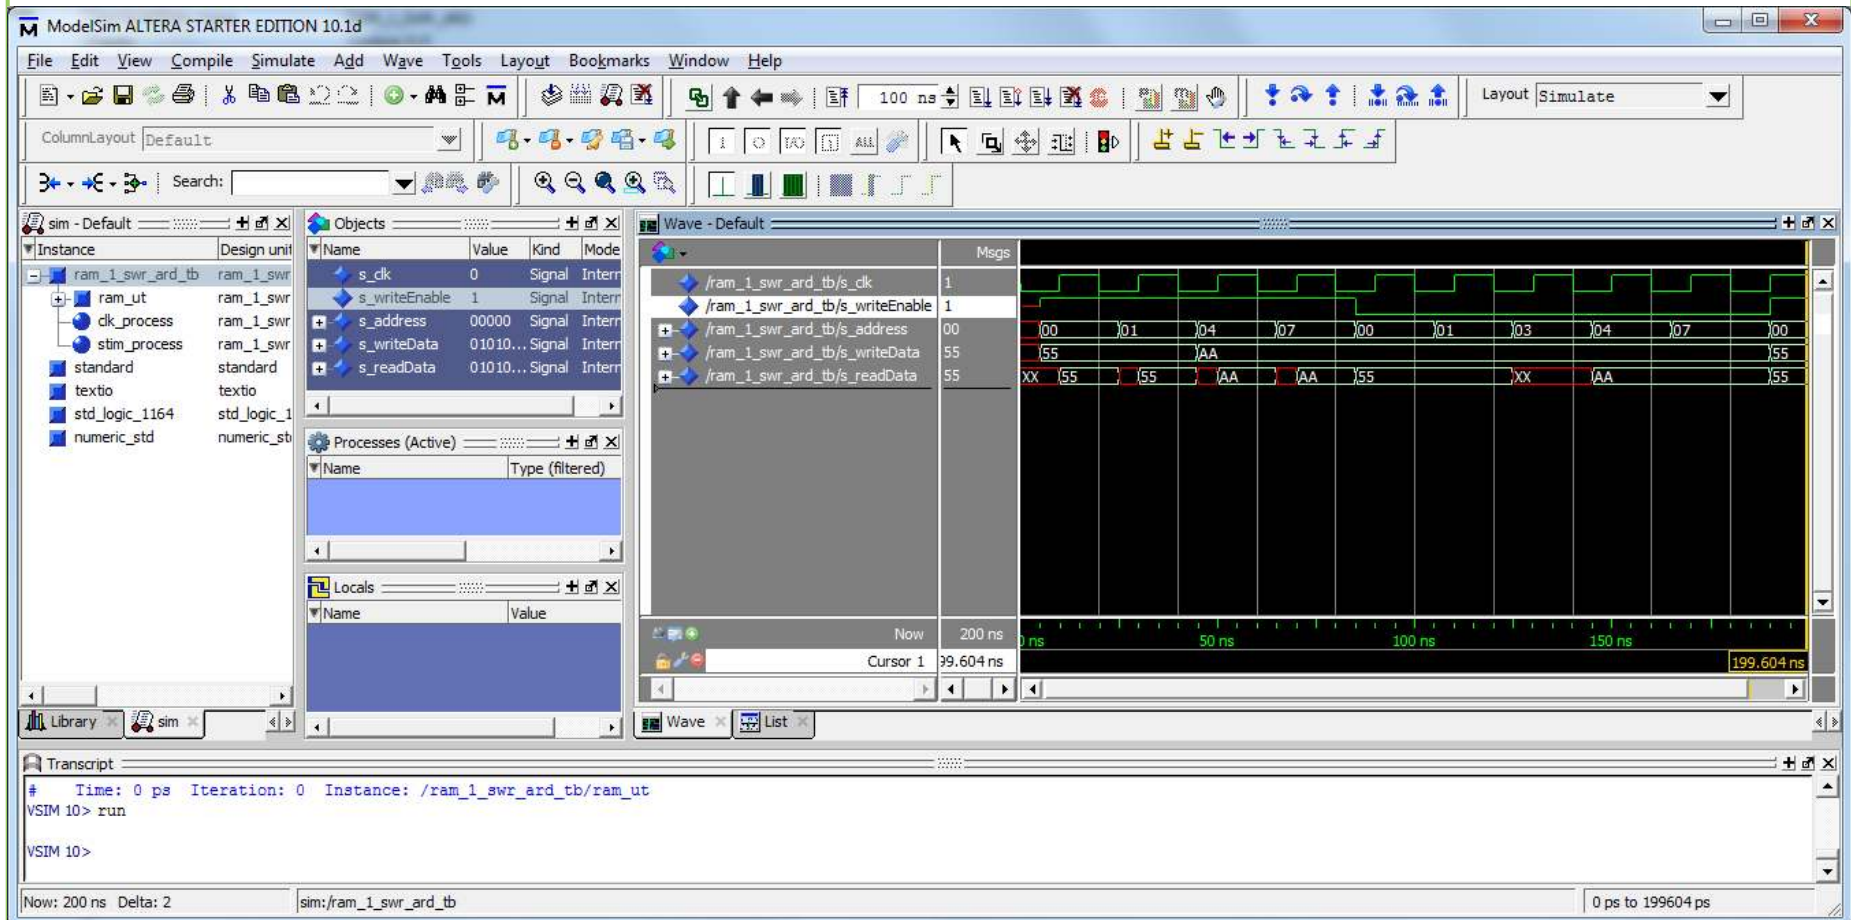 ModelSim ALTERA STARTER EDITION 10.1d
File Edit View Compile Simulate Add Wave Tools Layout Bookmarks Window Help
100 ns
Layout Simulate
ColumnLayout Default
Search:
sim - Default
Instance Design unit
ram_1_swr_ard_tb ram_1_swr
ram_ut ram_1_swr
clk_process ram_1_swr
stim_process ram_1_swr
standard standard
textio textio
std_logic_1164 std_logic_1
numeric_std numeric_st
Library sim
Objects
Name Value Kind Mode
s_clk 0 Signal Intern
s_writeEnable 1 Signal Intern
s_address 00000 Signal Intern
s_writeData 01010... Signal Intern
s_readData 01010... Signal Intern
Processes (Active)
Name Type (filtered)
Locals
Name Value
Wave - Default
Msgs
/ram_1_swr_ard_tb/s_clk 1
/ram_1_swr_ard_tb/s_writeEnable 1
/ram_1_swr_ard_tb/s_address 00 00 01 04 07 00 01 03 04 07 00
/ram_1_swr_ard_tb/s_writeData 55 55 AA 55
/ram_1_swr_ard_tb/s_readData 55 XX 55 55 AA AA 55 XX AA 55
Now 200 ns ns 50 ns 100 ns 150 ns
Cursor 1 99.604 ns 199.604 ns
Wave List
Transcript
# Time: 0 ps Iteration: 0 Instance: /ram_1_swr_ard_tb/ram_ut
VSIM 10> run
VSIM 10>
Now: 200 ns Delta: 2 sim:/ram_1_swr_ard_tb 0 ps to 199604 ps